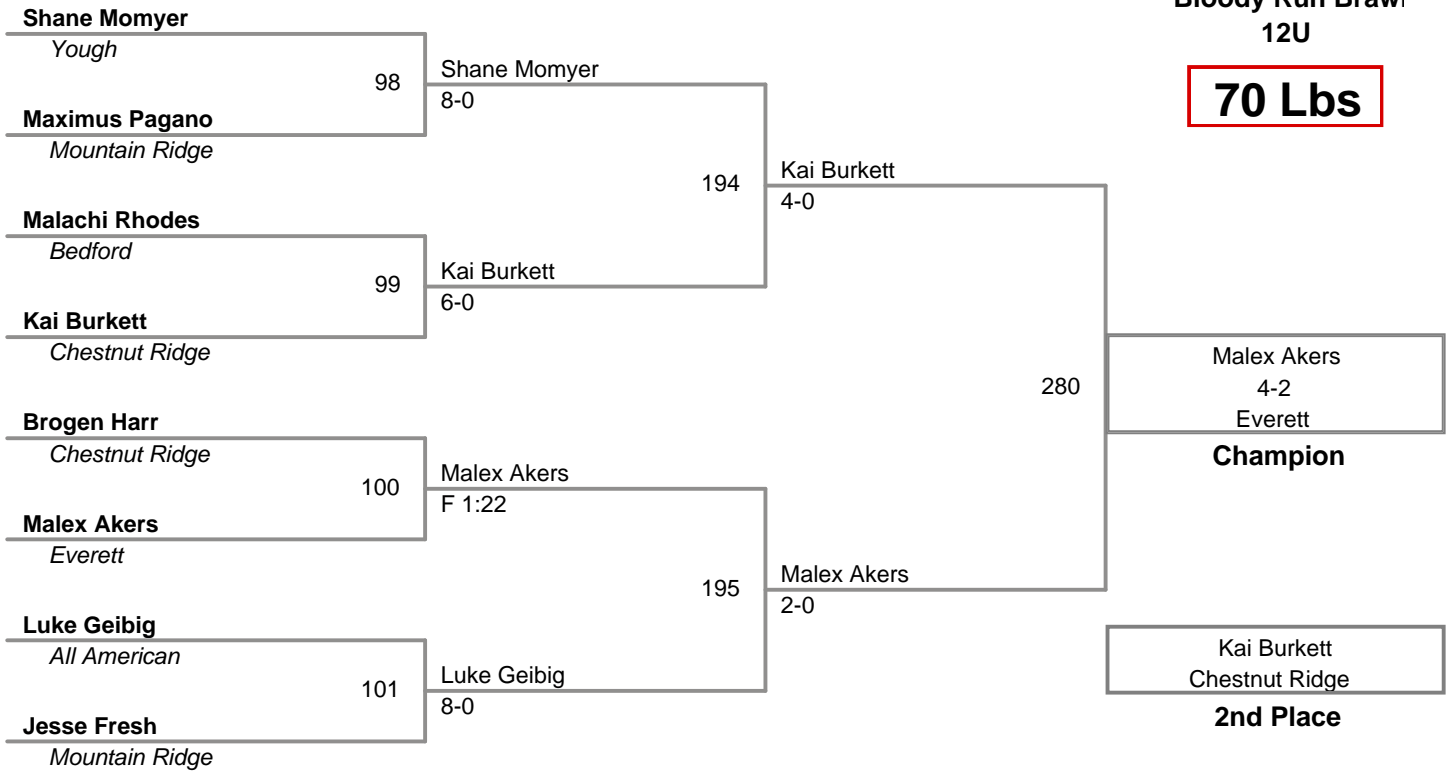 Bloody Run Brawl
12U
70 Lbs
Shane Momyer
Yough
98
Maximus Pagano
Mountain Ridge
Shane Momyer
8-0
Malachi Rhodes
Bedford
99
Kai Burkett
Chestnut Ridge
Kai Burkett
6-0
194
Kai Burkett
4-0
Brogen Harr
Chestnut Ridge
100
Malex Akers
Everett
Malex Akers
F 1:22
Luke Geibig
All American
101
Jesse Fresh
Mountain Ridge
Luke Geibig
8-0
195
Malex Akers
2-0
280
Malex Akers
4-2
Everett
Champion
Kai Burkett
Chestnut Ridge
2nd Place